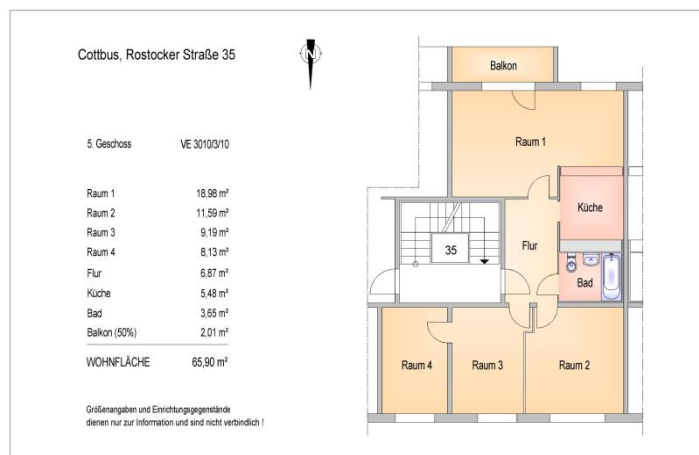 Cottbus, Rostocker Straße 35
N
5. Geschoss VE 3010/3/10
Raum 1 18,98 m²
Raum 2 11,59 m²
Raum 3 9,19 m²
Raum 4 8,13 m²
Flur 6,87 m²
Küche 5,48 m²
Bad 3,65 m²
Balkon (50%) 2,01 m²
WOHNFLÄCHE 65,90 m²
Größenangaben und Einrichtungsgegenstände
dienen nur zur Information und sind nicht verbindlich !
Balkon
Raum 1
Küche
Flur
35
Bad
Raum 4
Raum 3
Raum 2